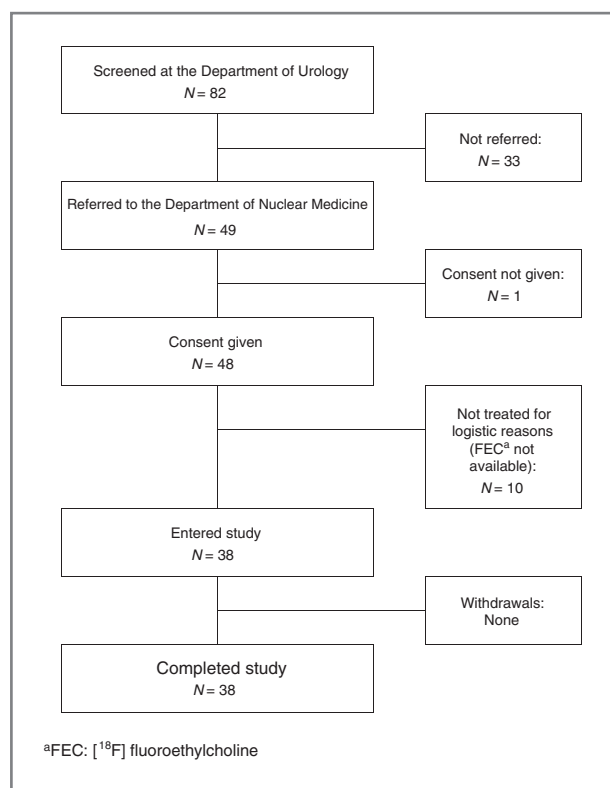 Screened at the Department of Urology
N = 82
Not referred:
N = 33
Referred to the Department of Nuclear Medicine
N = 49
Consent not given:
N = 1
Consent given
N = 48
Not treated for
logistic reasons
(FECᵃ not
available):
N = 10
Entered study
N = 38
Withdrawals:
None
Completed study
N = 38
ᵃFEC: [¹⁸F] fluoroethylcholine